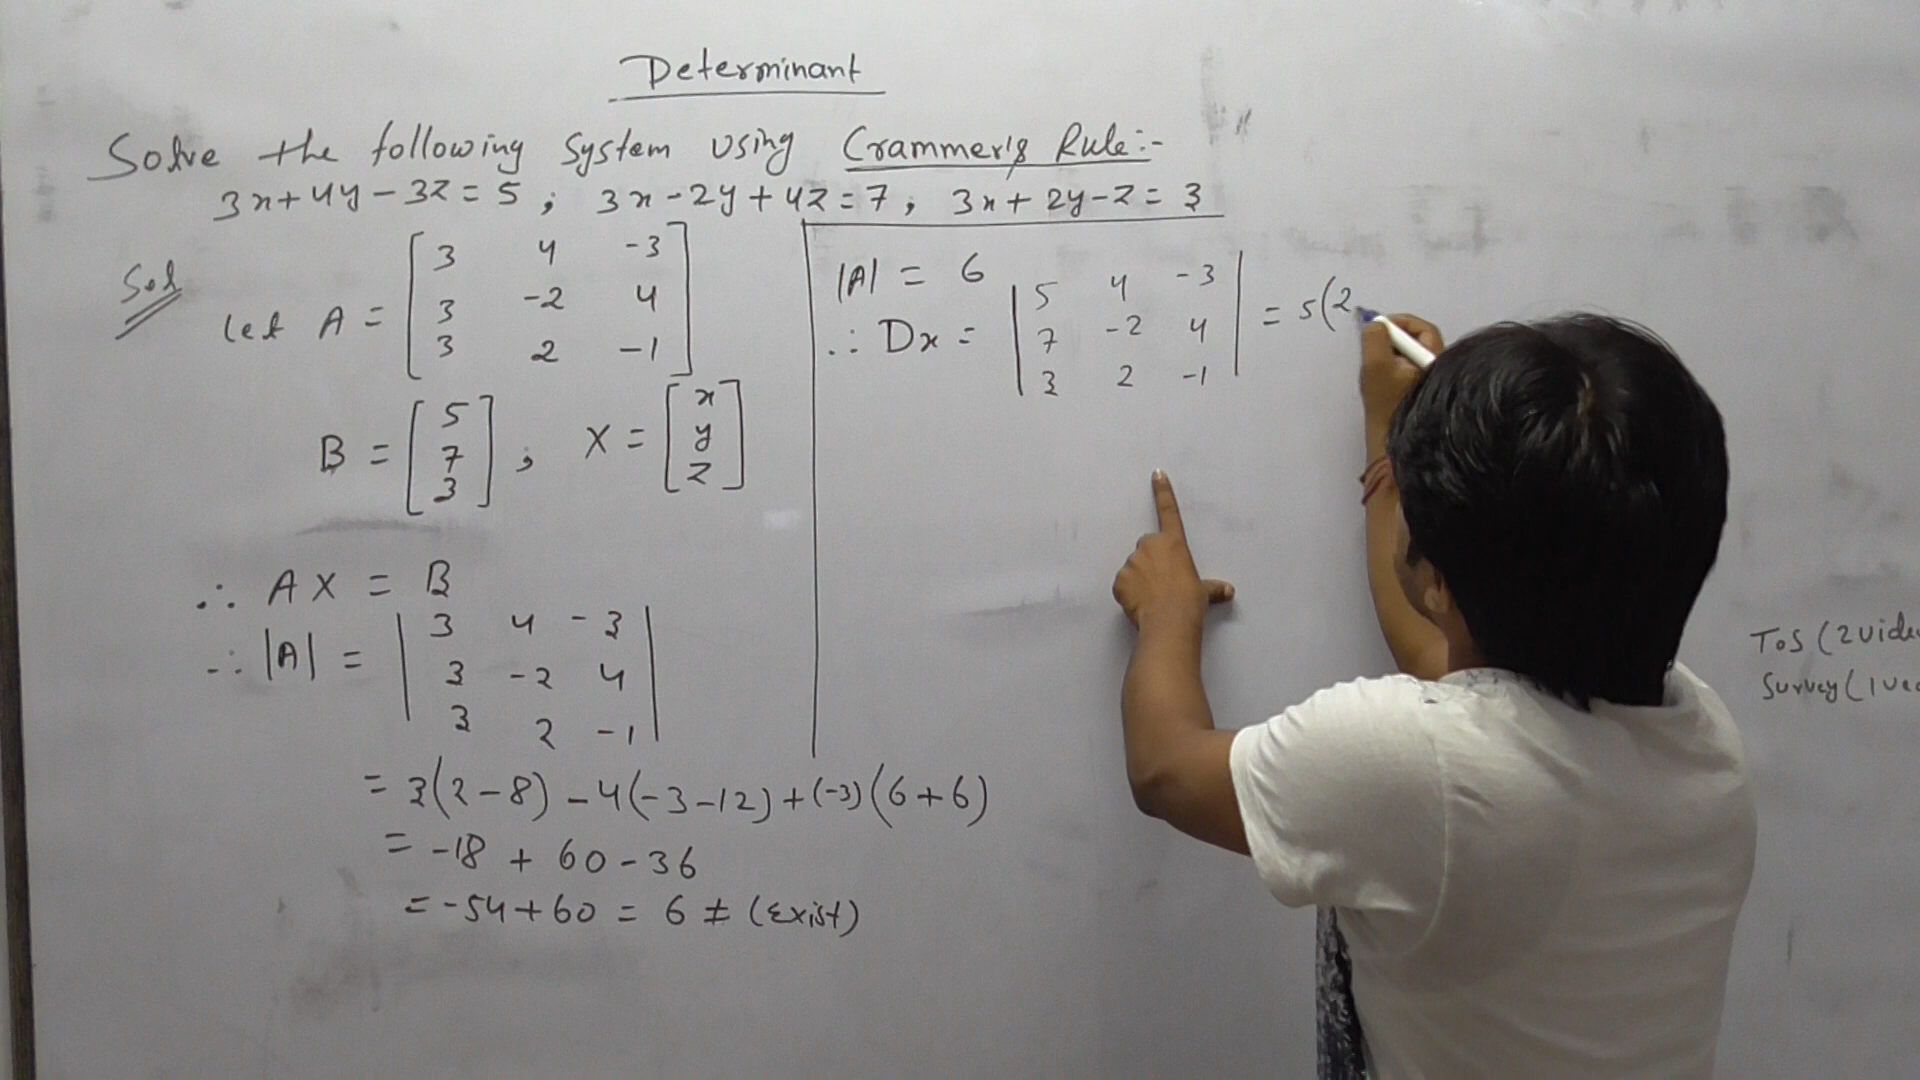 Determinant
Solve the following System Using Crammer's Rule:-
3x+4y-3z=5 ; 3x-2y+4z=7 ; 3x+2y-z=3
Sol
let A = [ 3 4 -3
3 -2 4
3 2 -1 ]
B = [ 5
7
3 ] , X = [ x
y
z ]
∴ AX = B
∴ |A| = | 3 4 -3
3 -2 4
3 2 -1 |
= 3(2-8) -4(-3-12)+(-3)(6+6)
= -18 + 60-36
= -54+60 = 6 ≠ (Exist)
|A| = 6
∴ Dx = | 5 4 -3
7 -2 4
3 2 -1 | = 5(2-
ToS (2
Survey (1